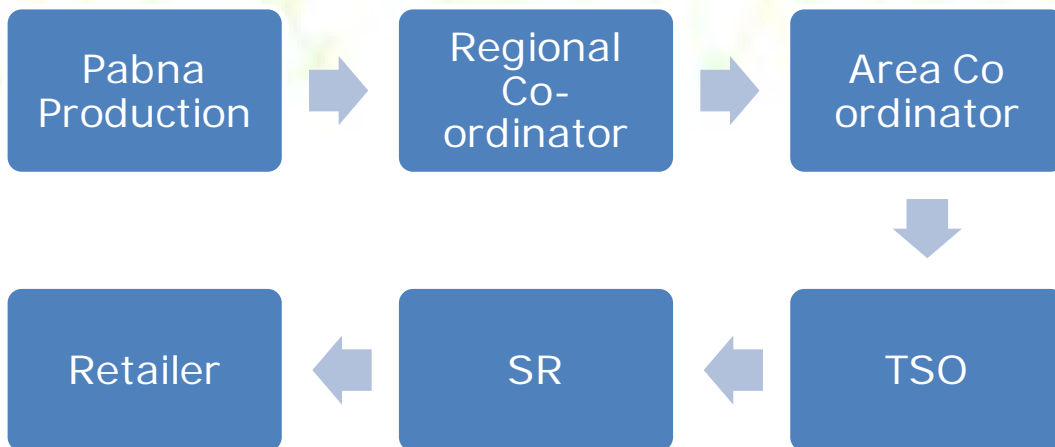 Pabna
Production
Regional
Co-
ordinator
Area Co
ordinator
TSO
SR
Retailer